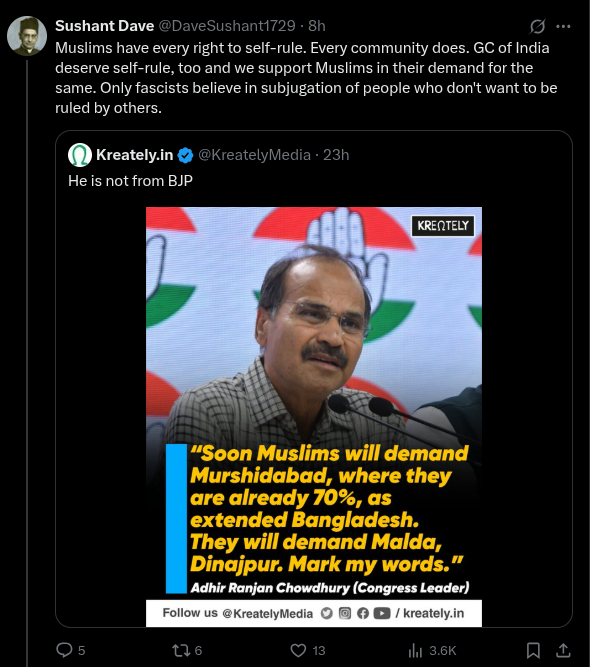 Sushant Dave @DaveSushant1729 · 8h
Muslims have every right to self-rule. Every community does. GC of India
deserve self-rule, too and we support Muslims in their demand for the
same. Only fascists believe in subjugation of people who don't want to be
ruled by others.
Kreately.in @KreatelyMedia · 23h
He is not from BJP
KREΩTELY
“Soon Muslims will demand
Murshidabad, where they
are already 70%, as
extended Bangladesh.
They will demand Malda,
Dinajpur. Mark my words.”
Adhir Ranjan Chowdhury (Congress Leader)
Follow us @KreatelyMedia / kreately.in
5 6 13 3.6K